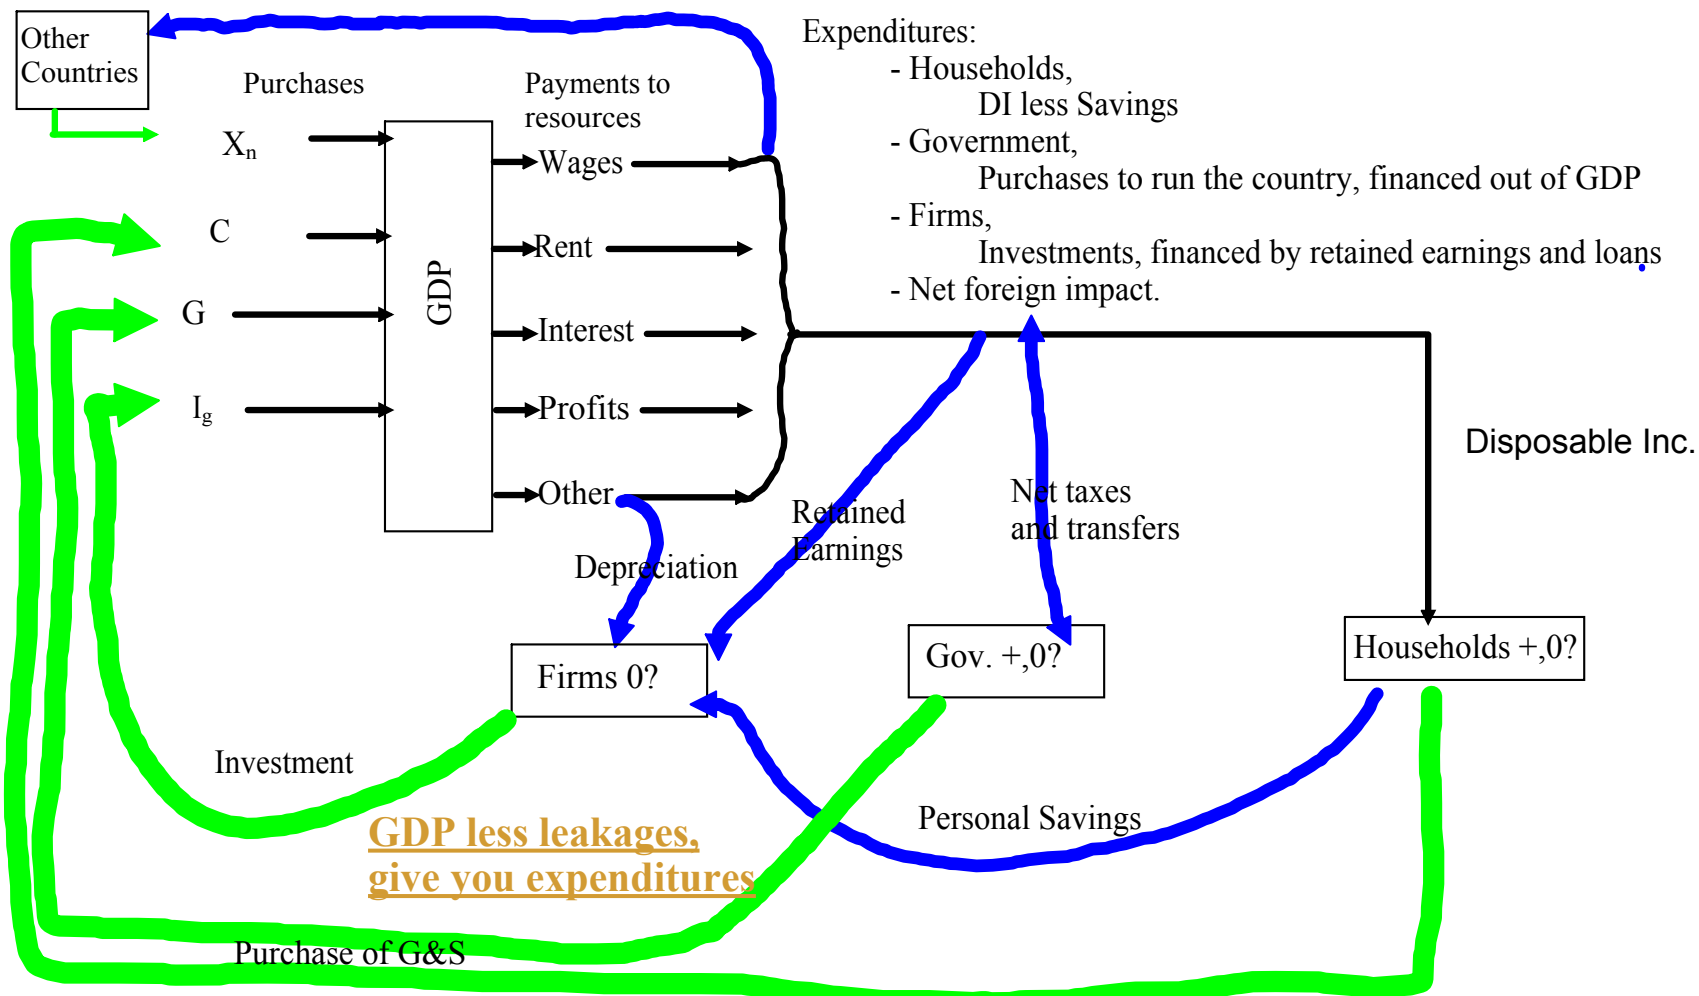 Other
Countries
Purchases
Payments to
resources
Expenditures:
- Households,
DI less Savings
- Government,
Purchases to run the country, financed out of GDP
- Firms,
Investments, financed by retained earnings and loans
- Net foreign impact.
Xn
C
G
Ig
GDP
Wages
Rent
Interest
Profits
Other
Disposable Inc.
Retained
Earnings
Net taxes
and transfers
Depreciation
Firms 0?
Gov. +,0?
Households +,0?
Investment
Personal Savings
GDP less leakages,
give you expenditures
Purchase of G&S